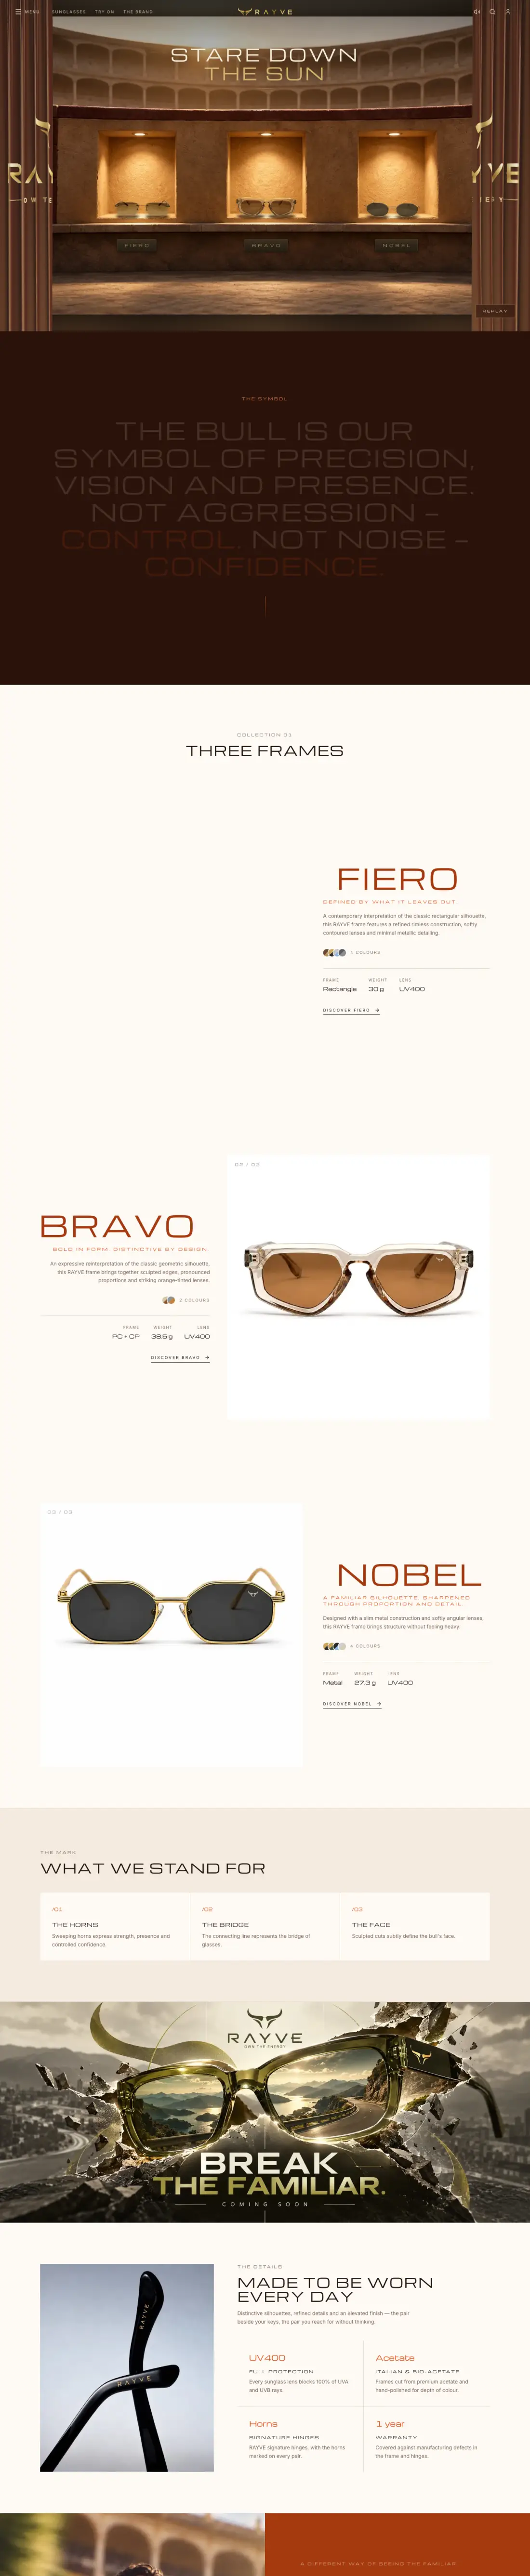 MENU
SUNGLASSES
TRY ON
THE BRAND
RAYVE
STARE DOWN
THE SUN
FIERO
BRAVO
NOBEL
REPLAY
THE SYMBOL
THE BULL IS OUR
SYMBOL OF PRECISION,
VISION AND PRESENCE.
NOT AGGRESSION –
CONTROL. NOT NOISE –
CONFIDENCE.
COLLECTION 01
THREE FRAMES
FIERO
DEFINED BY WHAT IT LEAVES OUT.
A contemporary interpretation of the classic rectangular silhouette,
this RAYVE frame features a refined rimless construction, softly
contoured lenses and minimal metallic detailing.
4 COLOURS
FRAME WEIGHT LENS
Rectangle 30 g UV400
DISCOVER FIERO →
02 / 03
BRAVO
BOLD IN FORM. DISTINCTIVE BY DESIGN.
An expressive reinterpretation of the classic geometric silhouette,
this RAYVE frame brings together sculpted edges, pronounced
proportions and striking orange-tinted lenses.
2 COLOURS
FRAME WEIGHT LENS
PC + CP 38.5 g UV400
DISCOVER BRAVO →
03 / 03
NOBEL
A FAMILIAR SILHOUETTE, SHARPENED
THROUGH PROPORTION AND DETAIL.
Designed with a slim metal construction and softly angular lenses,
this RAYVE frame brings structure without feeling heavy.
4 COLOURS
FRAME WEIGHT LENS
Metal 27.3 g UV400
DISCOVER NOBEL →
THE MARK
WHAT WE STAND FOR
/01
THE HORNS
Sweeping horns express strength, presence and
controlled confidence.
/02
THE BRIDGE
The connecting line represents the bridge of
glasses.
/03
THE FACE
Sculpted cuts subtly define the bull's face.
RAYVE
OWN THE ENERGY
BREAK
THE FAMILIAR.
COMING SOON
RAYVE
RAYVE
THE DETAILS
MADE TO BE WORN
EVERY DAY
Distinctive silhouettes, refined details and an elevated finish — the pair
beside your keys, the pair you reach for without thinking.
UV400
FULL PROTECTION
Every sunglass lens blocks 100% of UVA
and UVB rays.
Acetate
ITALIAN & BIO-ACETATE
Frames cut from premium acetate and
hand-polished for depth of colour.
Horns
SIGNATURE HINGES
RAYVE signature hinges, with the horns
marked on every pair.
1 year
WARRANTY
Covered against manufacturing defects in
the frame and hinges.
A DIFFERENT WAY OF SEEING THE FAMILIAR